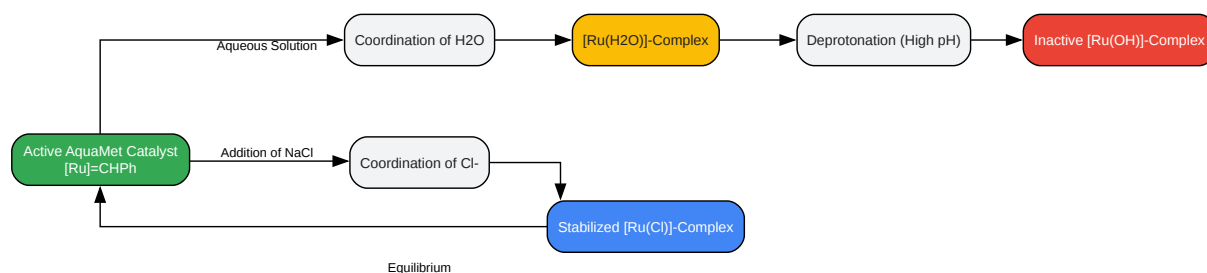 Aqueous Solution
Coordination of H2O
[Ru(H2O)]-Complex
Deprotonation (High pH)
Inactive [Ru(OH)]-Complex
Active AquaMet Catalyst
[Ru]=CHPh
Addition of NaCl
Coordination of Cl-
Stabilized [Ru(Cl)]-Complex
Equilibrium